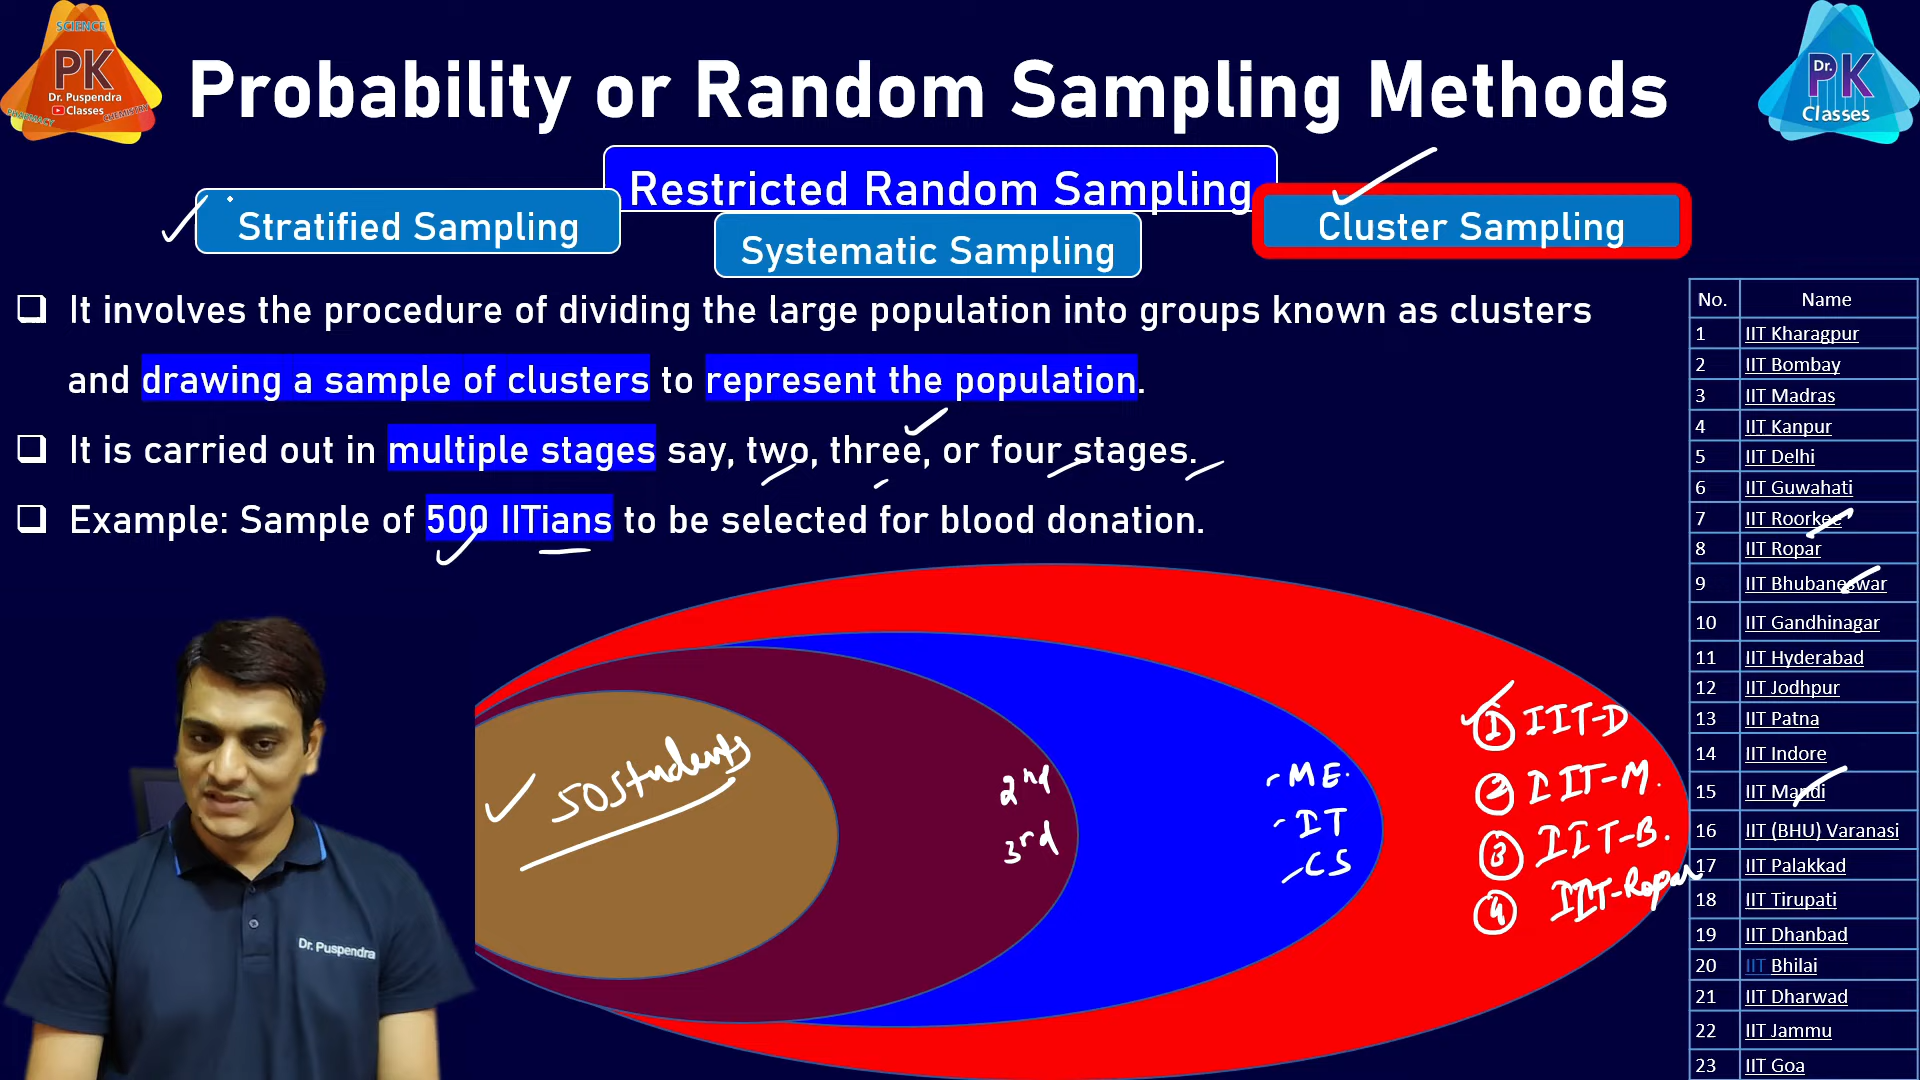 SCIENCE
PK
Dr. Puspendra
Classes
PHARMACY
CHEMISTRY
Probability or Random Sampling Methods
Dr.
PK
Classes
Restricted Random Sampling
Stratified Sampling
Systematic Sampling
Cluster Sampling
It involves the procedure of dividing the large population into groups known as clusters
and drawing a sample of clusters to represent the population.
It is carried out in multiple stages say, two, three, or four stages.
Example: Sample of 500 IITians to be selected for blood donation.
50 Students
2nd
3rd
ME.
IT
CS
1 IIT-D
2 IIT-M.
3 IIT-B.
4 IIT-Ropar
Dr. Puspendra
No. Name
1 IIT Kharagpur
2 IIT Bombay
3 IIT Madras
4 IIT Kanpur
5 IIT Delhi
6 IIT Guwahati
7 IIT Roorkee
8 IIT Ropar
9 IIT Bhubaneswar
10 IIT Gandhinagar
11 IIT Hyderabad
12 IIT Jodhpur
13 IIT Patna
14 IIT Indore
15 IIT Mandi
16 IIT (BHU) Varanasi
17 IIT Palakkad
18 IIT Tirupati
19 IIT Dhanbad
20 IIT Bhilai
21 IIT Dharwad
22 IIT Jammu
23 IIT Goa